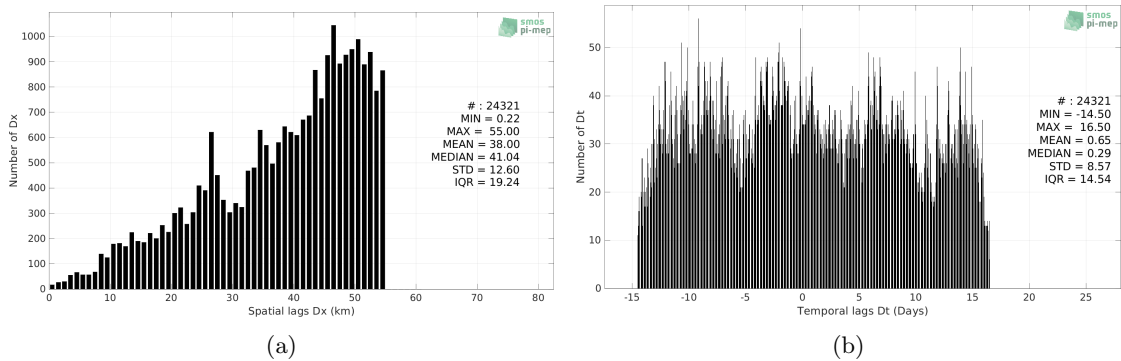 smos
pi-mep
1000
900
800
700
600
500
400
300
200
100
0
Number of Dx
# : 24321
MIN = 0.22
MAX = 55.00
MEAN = 38.00
MEDIAN = 41.04
STD = 12.60
IQR = 19.24
0 10 20 30 40 50 60 70 80
Spatial lags Dx (km)
(a)
smos
pi-mep
50
40
30
20
10
0
Number of Dt
# : 24321
MIN = -14.50
MAX = 16.50
MEAN = 0.65
MEDIAN = 0.29
STD = 8.57
IQR = 14.54
-15 -10 -5 0 5 10 15 20 25
Temporal lags Dt (Days)
(b)